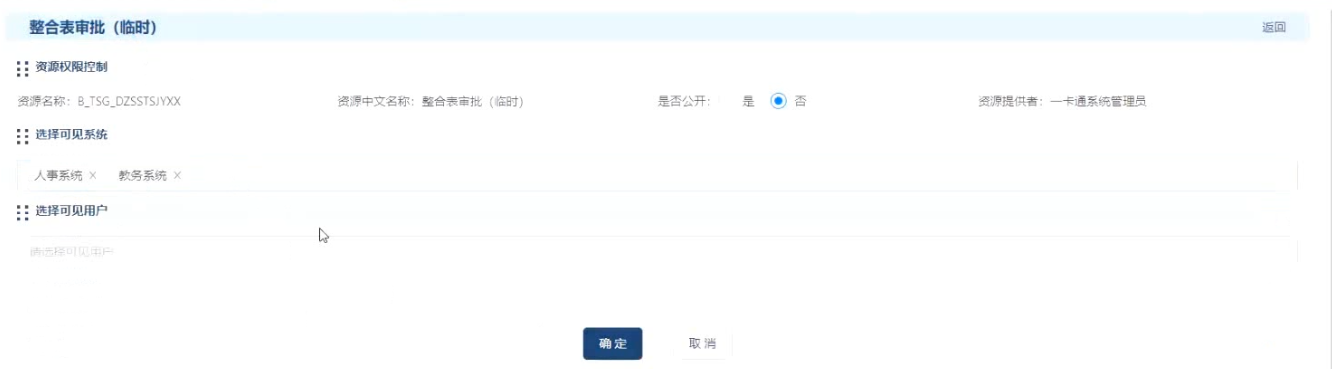 整合表审批（临时） 返回
资源权限控制
资源名称：B_TSG_DZSSTSJYXX 资源中文名称：整合表审批（临时） 是否公开： 是 否 资源提供者：一卡通系统管理员
选择可见系统
人事系统 × 教务系统 ×
选择可见用户
请选择可见用户
确定 取消